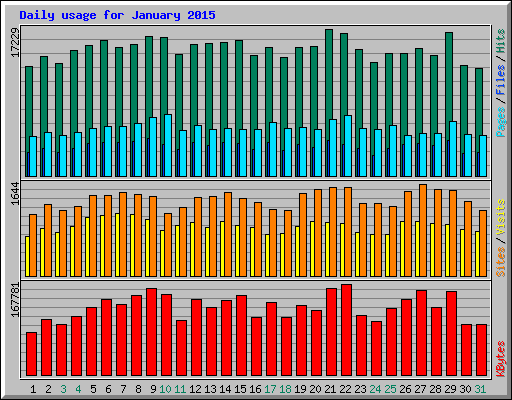 Daily usage for January 2015
17229
Pages/Files/Hits
1644
Sites/Visits
167781
KBytes
1 2 3 4 5 6 7 8 9 10 11 12 13 14 15 16 17 18 19 20 21 22 23 24 25 26 27 28 29 30 31